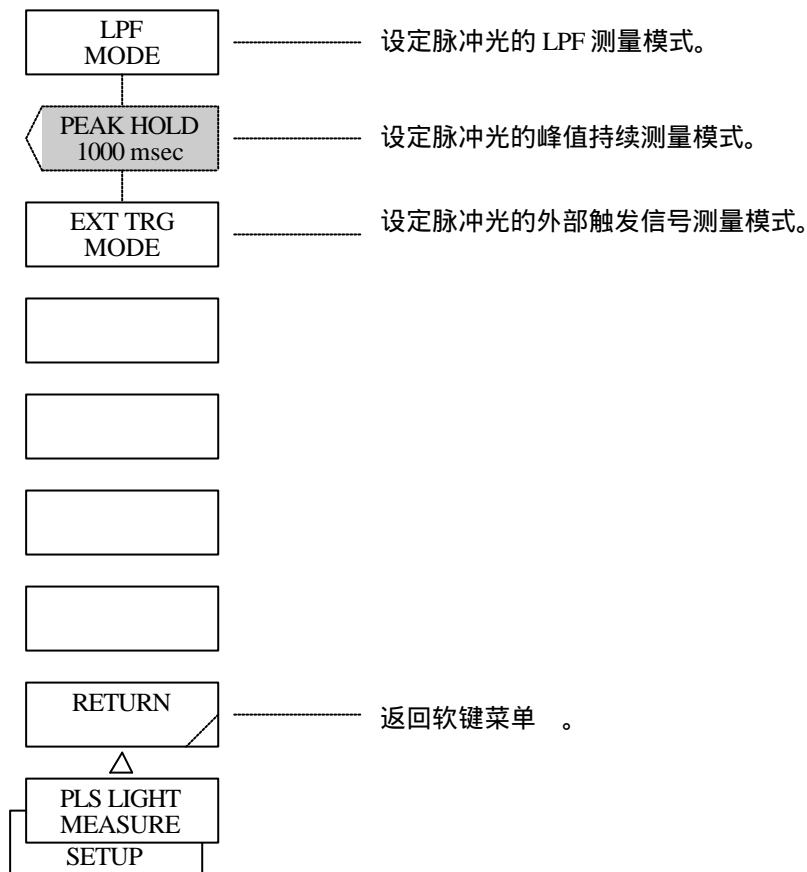 LPF
MODE
设定脉冲光的 LPF 测量模式。
PEAK HOLD
1000 msec
设定脉冲光的峰值持续测量模式。
EXT TRG
MODE
设定脉冲光的外部触发信号测量模式。
RETURN
返回软键菜单 。
PLS LIGHT
MEASURE
SETUP